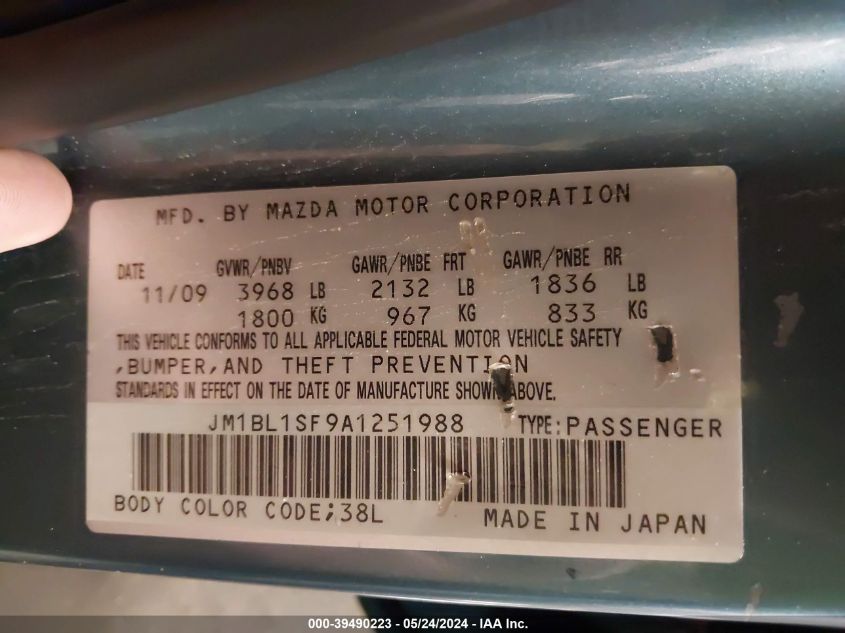 MFD. BY MAZDA MOTOR CORPORATION
DATE GVWR/PNBV GAWR/PNBE FRT GAWR/PNBE RR
11/09 3968 LB 2132 LB 1836 LB
1800 KG 967 KG 833 KG
THIS VEHICLE CONFORMS TO ALL APPLICABLE FEDERAL MOTOR VEHICLE SAFETY
,BUMPER,AND THEFT PREVENTION
STANDARDS IN EFFECT ON THE DATE OF MANUFACTURE SHOWN ABOVE.
JM1BL1SF9A1251988 TYPE:PASSENGER
BODY COLOR CODE;38L MADE IN JAPAN
000-39490223 - 05/24/2024 - IAA Inc.